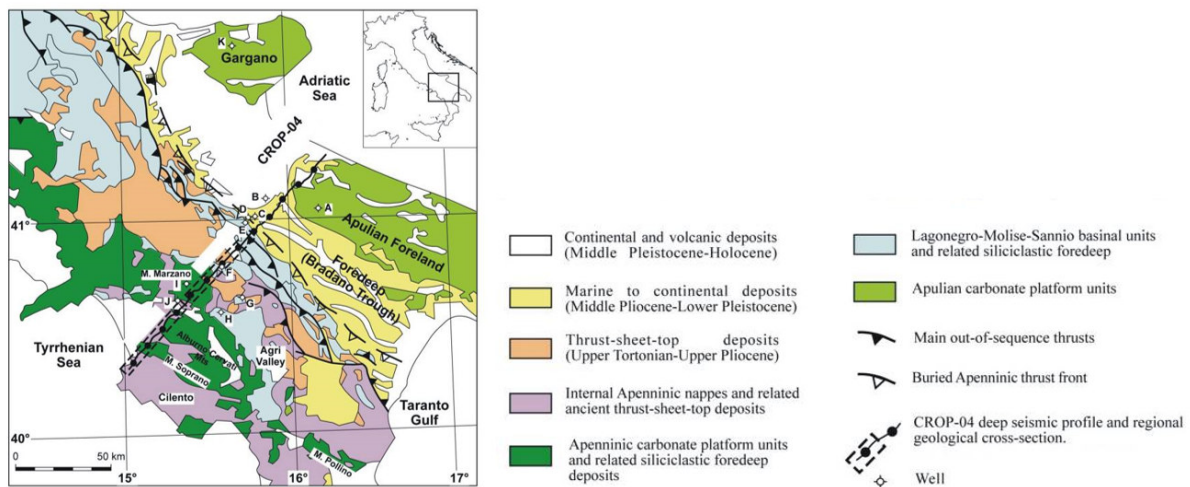 K
Gargano
Adriatic
Sea
CROP-04
B
A
D
C
E
41°
Apulian Foreland
Foredeep
(Bradano Trough)
F
M. Marzano
I
J
G
H
Tyrrhenian
Sea
Alburno Cervati
Mts
Agri
Valley
M. Soprano
Cilento
Taranto
Gulf
40°
M. Pollino
0
50 km
15°
16°
17°
Continental and volcanic deposits
(Middle Pleistocene-Holocene)
Marine to continental deposits
(Middle Pliocene-Lower Pleistocene)
Thrust-sheet-top deposits
(Upper Tortonian-Upper Pliocene)
Internal Apenninic nappes and related
ancient thrust-sheet-top deposits
Apenninic carbonate platform units
and related siliciclastic foredeep
deposits
Lagonegro-Molise-Sannio basinal units
and related siliciclastic foredeep
Apulian carbonate platform units
Main out-of-sequence thrusts
Buried Apenninic thrust front
CROP-04 deep seismic profile and regional
geological cross-section.
Well